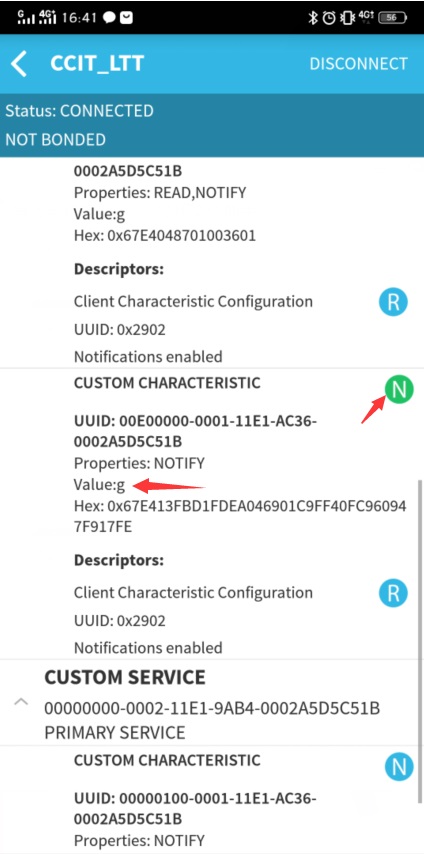 G 4G 16:41 4G 56
CCIT_LTT DISCONNECT
Status: CONNECTED
NOT BONDED
0002A5D5C51B
Properties: READ,NOTIFY
Value:g
Hex: 0x67E4048701003601
Descriptors:
Client Characteristic Configuration R
UUID: 0x2902
Notifications enabled
CUSTOM CHARACTERISTIC N
UUID: 00E00000-0001-11E1-AC36-
0002A5D5C51B
Properties: NOTIFY
Value:g
Hex: 0x67E413FBD1FDEA046901C9FF40FC96094
7F917FE
Descriptors:
Client Characteristic Configuration R
UUID: 0x2902
Notifications enabled
CUSTOM SERVICE
00000000-0002-11E1-9AB4-0002A5D5C51B
PRIMARY SERVICE
CUSTOM CHARACTERISTIC N
UUID: 00000100-0001-11E1-AC36-
0002A5D5C51B
Properties: NOTIFY